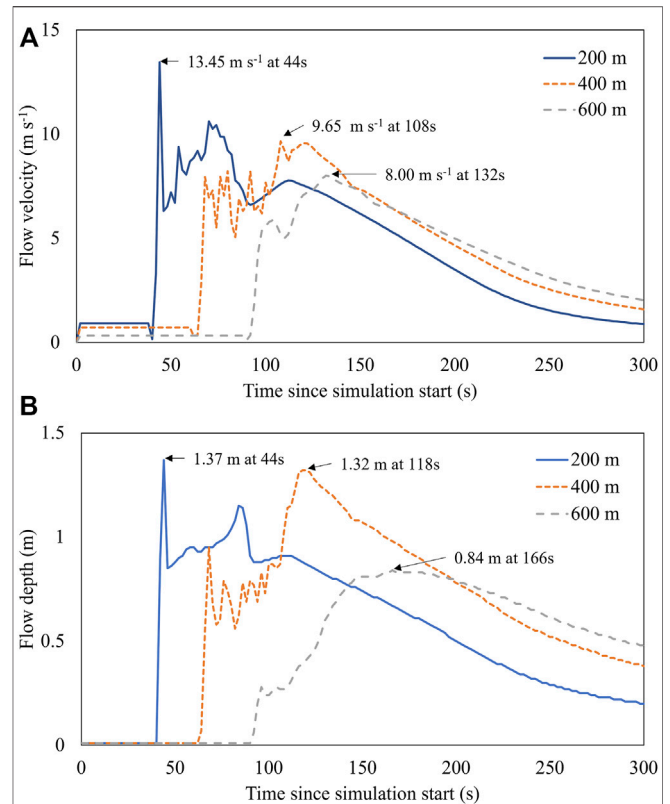 A
15
10
5
0
Flow velocity (m s⁻¹)
13.45 m s⁻¹ at 44s
9.65 m s⁻¹ at 108s
8.00 m s⁻¹ at 132s
200 m
400 m
600 m
0 50 100 150 200 250 300
Time since simulation start (s)
B
1.5
1
0.5
0
Flow depth (m)
1.37 m at 44s
1.32 m at 118s
0.84 m at 166s
200 m
400 m
600 m
0 50 100 150 200 250 300
Time since simulation start (s)